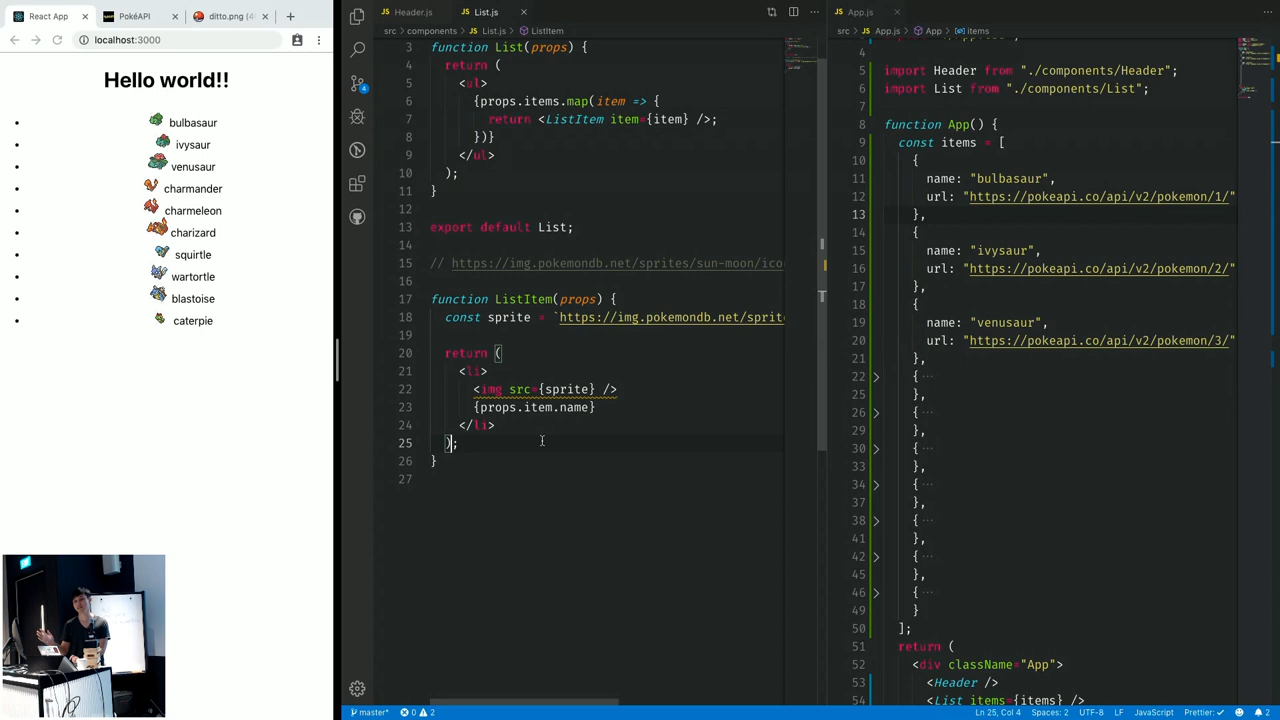 React App
PokéAPI
ditto.png (4
localhost:3000
Hello world!!
bulbasaur
ivysaur
venusaur
charmander
charmeleon
charizard
squirtle
wartortle
blastoise
caterpie
Header.js
List.js
src > components > List.js > ListItem
3 function List(props) {
4 return (
5 <ul>
6 {props.items.map(item => {
7 return <ListItem item={item} />;
8 })}
9 </ul>
10 );
11 }
12
13 export default List;
14
15 // https://img.pokemondb.net/sprites/sun-moon/ico
16
17 function ListItem(props) {
18 const sprite = `https://img.pokemondb.net/sprit
19
20 return (
21 <li>
22 <img src={sprite} />
23 {props.item.name}
24 </li>
25 );
26 }
27
App.js
src > App.js > App > items
4
5 import Header from "./components/Header";
6 import List from "./components/List";
7
8 function App() {
9 const items = [
10 {
11 name: "bulbasaur",
12 url: "https://pokeapi.co/api/v2/pokemon/1/"
13 },
14 {
15 name: "ivysaur",
16 url: "https://pokeapi.co/api/v2/pokemon/2/"
17 },
18 {
19 name: "venusaur",
20 url: "https://pokeapi.co/api/v2/pokemon/3/"
21 },
22 { ...
25 },
26 { ...
29 },
30 { ...
33 },
34 { ...
37 },
38 { ...
41 },
42 { ...
45 },
46 { ...
49 }
50 ];
51 return (
52 <div className="App">
53 <Header />
54 <List items={items} />
4
master* 0 2
Ln 25, Col 4 Spaces: 2 UTF-8 LF JavaScript Prettier: ✓ 2